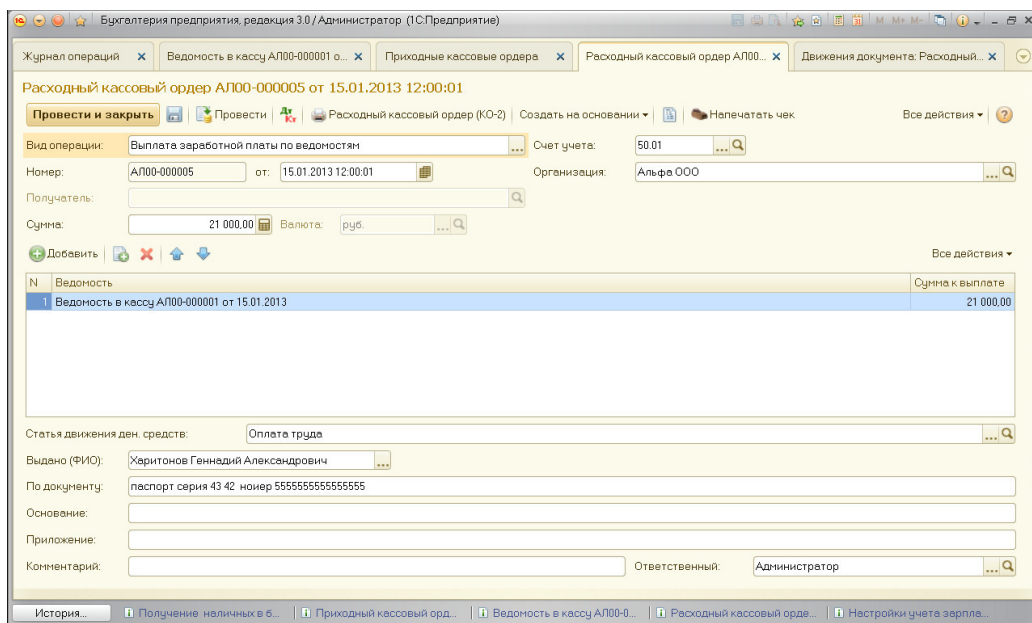 Бухгалтерия предприятия, редакция 3.0 / Администратор (1С:Предприятие) M M+ M-
Журнал операций Ведомость в кассу АЛ00-000001 о... Приходные кассовые ордера Расходный кассовый ордер АЛ00... Движения документа: Расходный...
Расходный кассовый ордер АЛ00-000005 от 15.01.2013 12:00:01
Провести и закрыть Провести Дт Кт Расходный кассовый ордер (КО-2) Создать на основании Напечатать чек Все действия ?
Вид операции: Выплата заработной платы по ведомостям ... Счет учета: 50.01 ...
Номер: АЛ00-000005 от: 15.01.2013 12:00:01 Организация: Альфа ООО ...
Получатель:
Сумма: 21 000,00 Валюта: руб. ...
Добавить Все действия
N Ведомость Сумма к выплате
1 Ведомость в кассу АЛ00-000001 от 15.01.2013 21 000,00
Статья движения ден. средств: Оплата труда ...
Выдано (ФИО): Харитонов Геннадий Александрович ...
По документу: паспорт серия 43 42 номер 5555555555555555
Основание:
Приложение:
Комментарий: Ответственный: Администратор ...
История... Получение наличных в б... Приходный кассовый орд... Ведомость в кассу АЛ00-0... Расходный кассовый орде... Настройки учета зарпла...